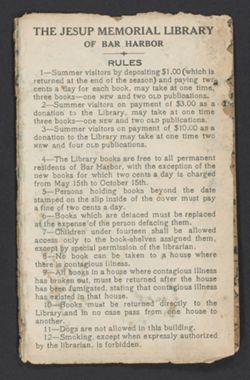 THE JESUP MEMORIAL LIBRARY
OF BAR HARBOR
RULES
1—Summer visitors by depositing $1.00 (which is
returned at the end of the season) and paying two
cents a day for each book, may take at one time,
three books—one NEW and two OLD publications.
2—Summer visitors on payment of $3.00 as a
donation to the Library, may take at one time
three books—one NEW and two OLD publications.
3—Summer visitors on payment of $10.00 as a
donation to the Library may take at one time two
NEW and four OLD publications.
4—The Library books are free to all permanent
residents of Bar Harbor, with the exception of the
new books for which two cents a day is charged
from May 15th to October 15th.
5—Persons holding books beyond the date
stamped on the slip inside of the cover must pay
a fine of two cents a day.
6—Books which are defaced must be replaced
at the expense of the person defacing them.
7—Children under fourteen shall be allowed
access only to the book-shelves assigned them,
except by special permission of the librarian.
8—No book can be taken to a house where
there is contagious illness.
9—All books in a house where contagious illness
has broken out, must be returned after the house
has been fumigated, stating that contagious illness
has existed in that house.
10—Books must be returned directly to the
Library and in no case pass from one house to
another.
11—Dogs are not allowed in this building.
12—Smoking, except when expressly authorized
by the librarian, is forbidden.